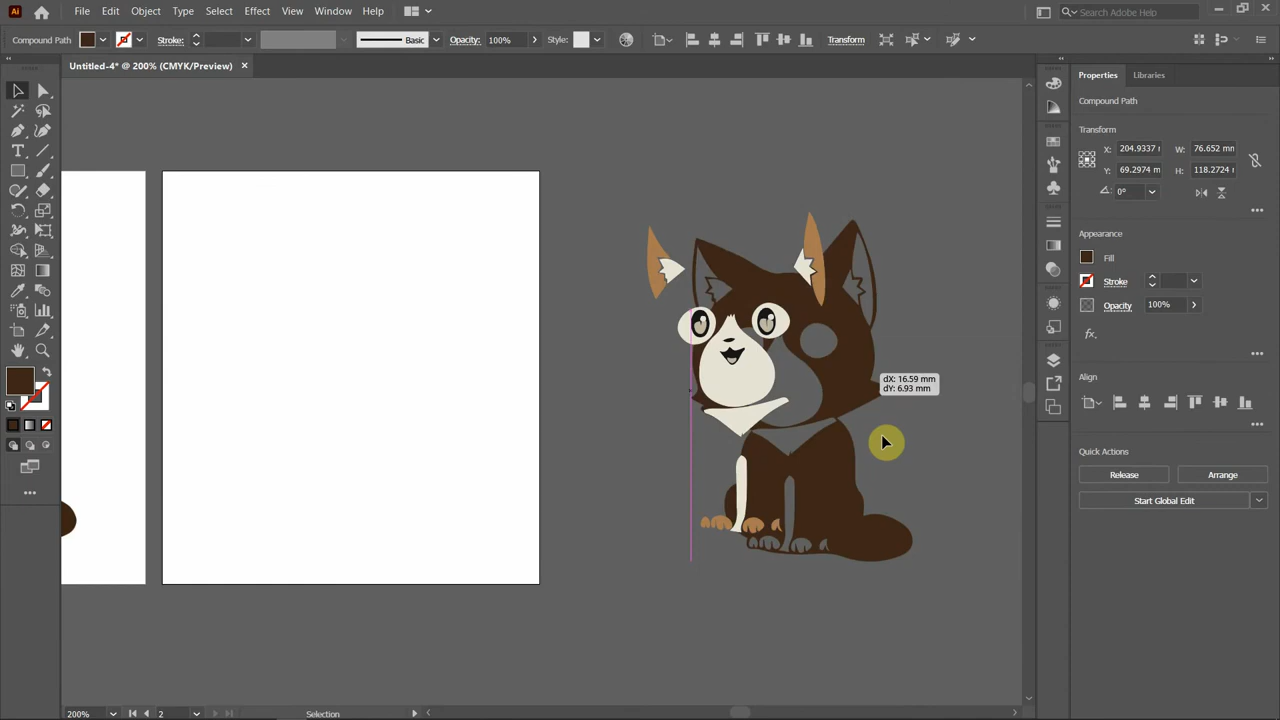 Ai File Edit Object Type Select Effect View Window Help Search Adobe Help
Compound Path Stroke: Basic Opacity: 100% Style: Transform
Untitled-4* @ 200% (CMYK/Preview)
Properties Libraries
Compound Path
Transform
X: 204.9337 W: 76.652 mm
Y: 69.2974 m H: 118.2724
0°
Appearance
Fill
Stroke
Opacity 100%
fx.
Align
dX: 16.59 mm
dY: 6.93 mm
Quick Actions
Release Arrange
Start Global Edit
200% 2 Selection